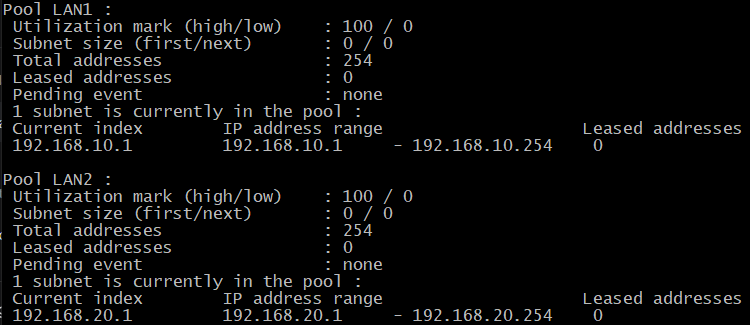 Pool LAN1 :
 Utilization mark (high/low)    : 100 / 0
 Subnet size (first/next)       : 0 / 0
 Total addresses                : 254
 Leased addresses               : 0
 Pending event                  : none
 1 subnet is currently in the pool :
 Current index        IP address range                    Leased addresses
 192.168.10.1         192.168.10.1     - 192.168.10.254    0

Pool LAN2 :
 Utilization mark (high/low)    : 100 / 0
 Subnet size (first/next)       : 0 / 0
 Total addresses                : 254
 Leased addresses               : 0
 Pending event                  : none
 1 subnet is currently in the pool :
 Current index        IP address range                    Leased addresses
 192.168.20.1         192.168.20.1     - 192.168.20.254    0